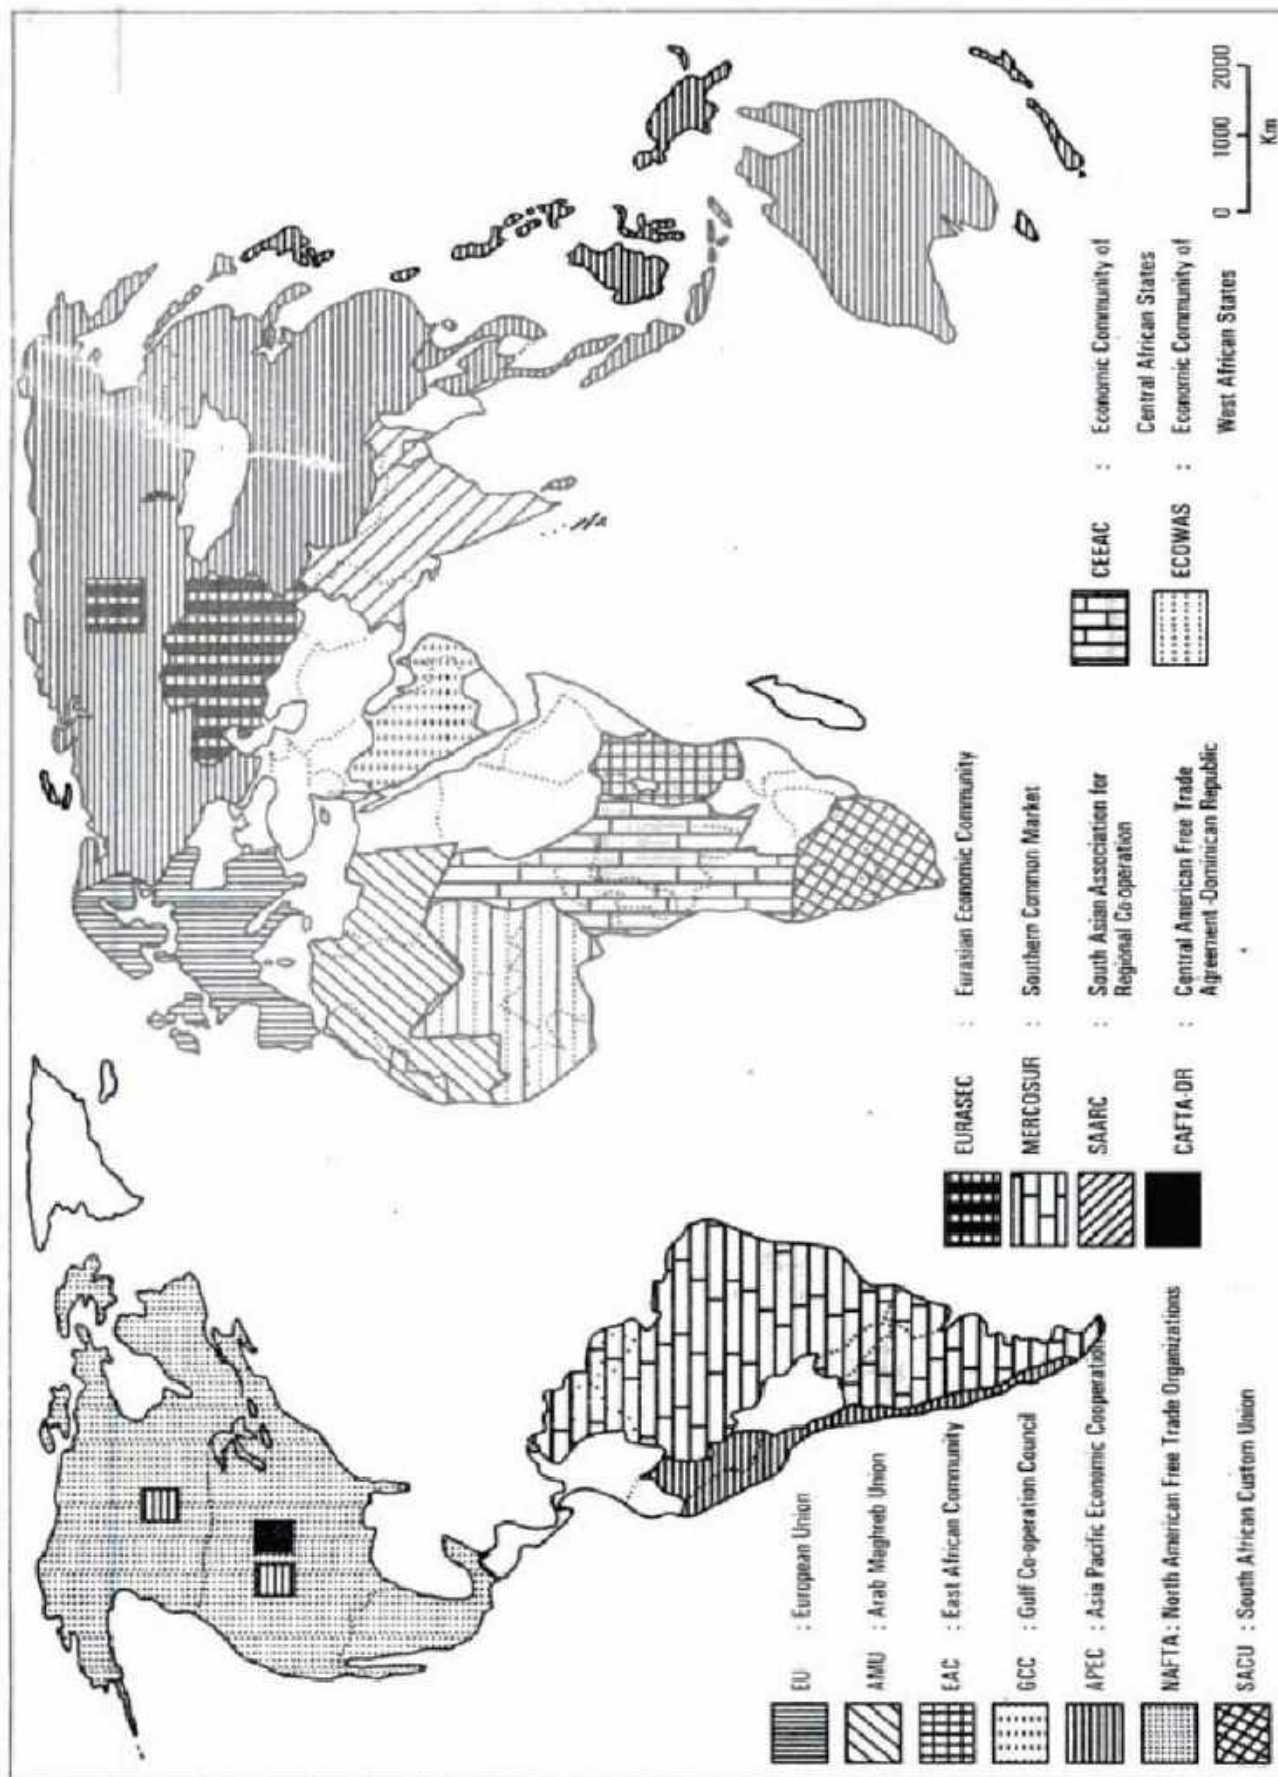 EU : European Union
AMU : Arab Maghreb Union
EAC : East African Community
GCC : Gulf Co-operation Council
APEC : Asia Pacific Economic Cooperation
NAFTA : North American Free Trade Organizations
SACU : South African Custom Union
EURASEC : Eurasian Economic Community
MERCOSUR : Southern Common Market
SAARC : South Asian Association for
Regional Co-operation
CAFTA-DR : Central American Free Trade
Agreement -Dominican Republic
CEEAC : Economic Community of
Central African States
ECOWAS : Economic Community of
West African States
0 1000 2000
Km